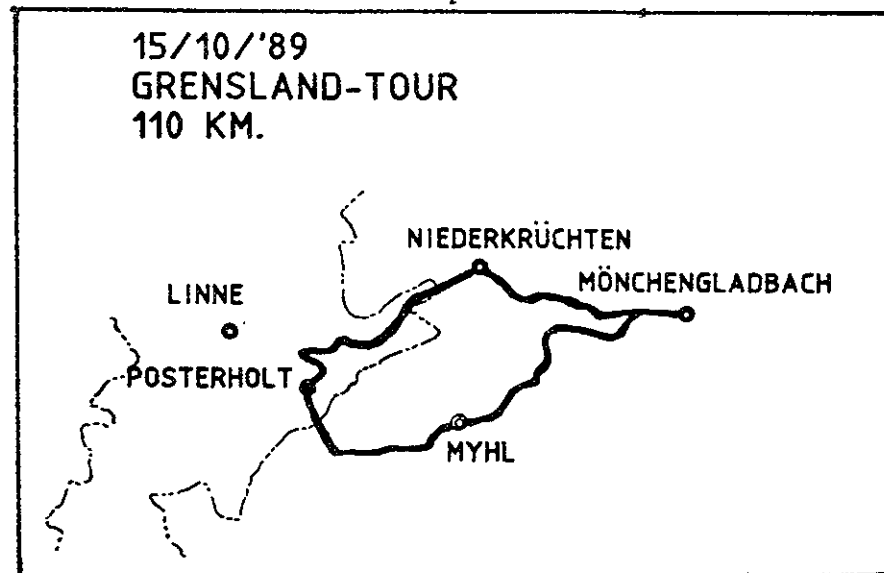 15/10/'89
GRENSLAND-TOUR
110 KM.
NIEDERKRÜCHTEN
MÖNCHENGLADBACH
LINNE
POSTERHOLT
MYHL